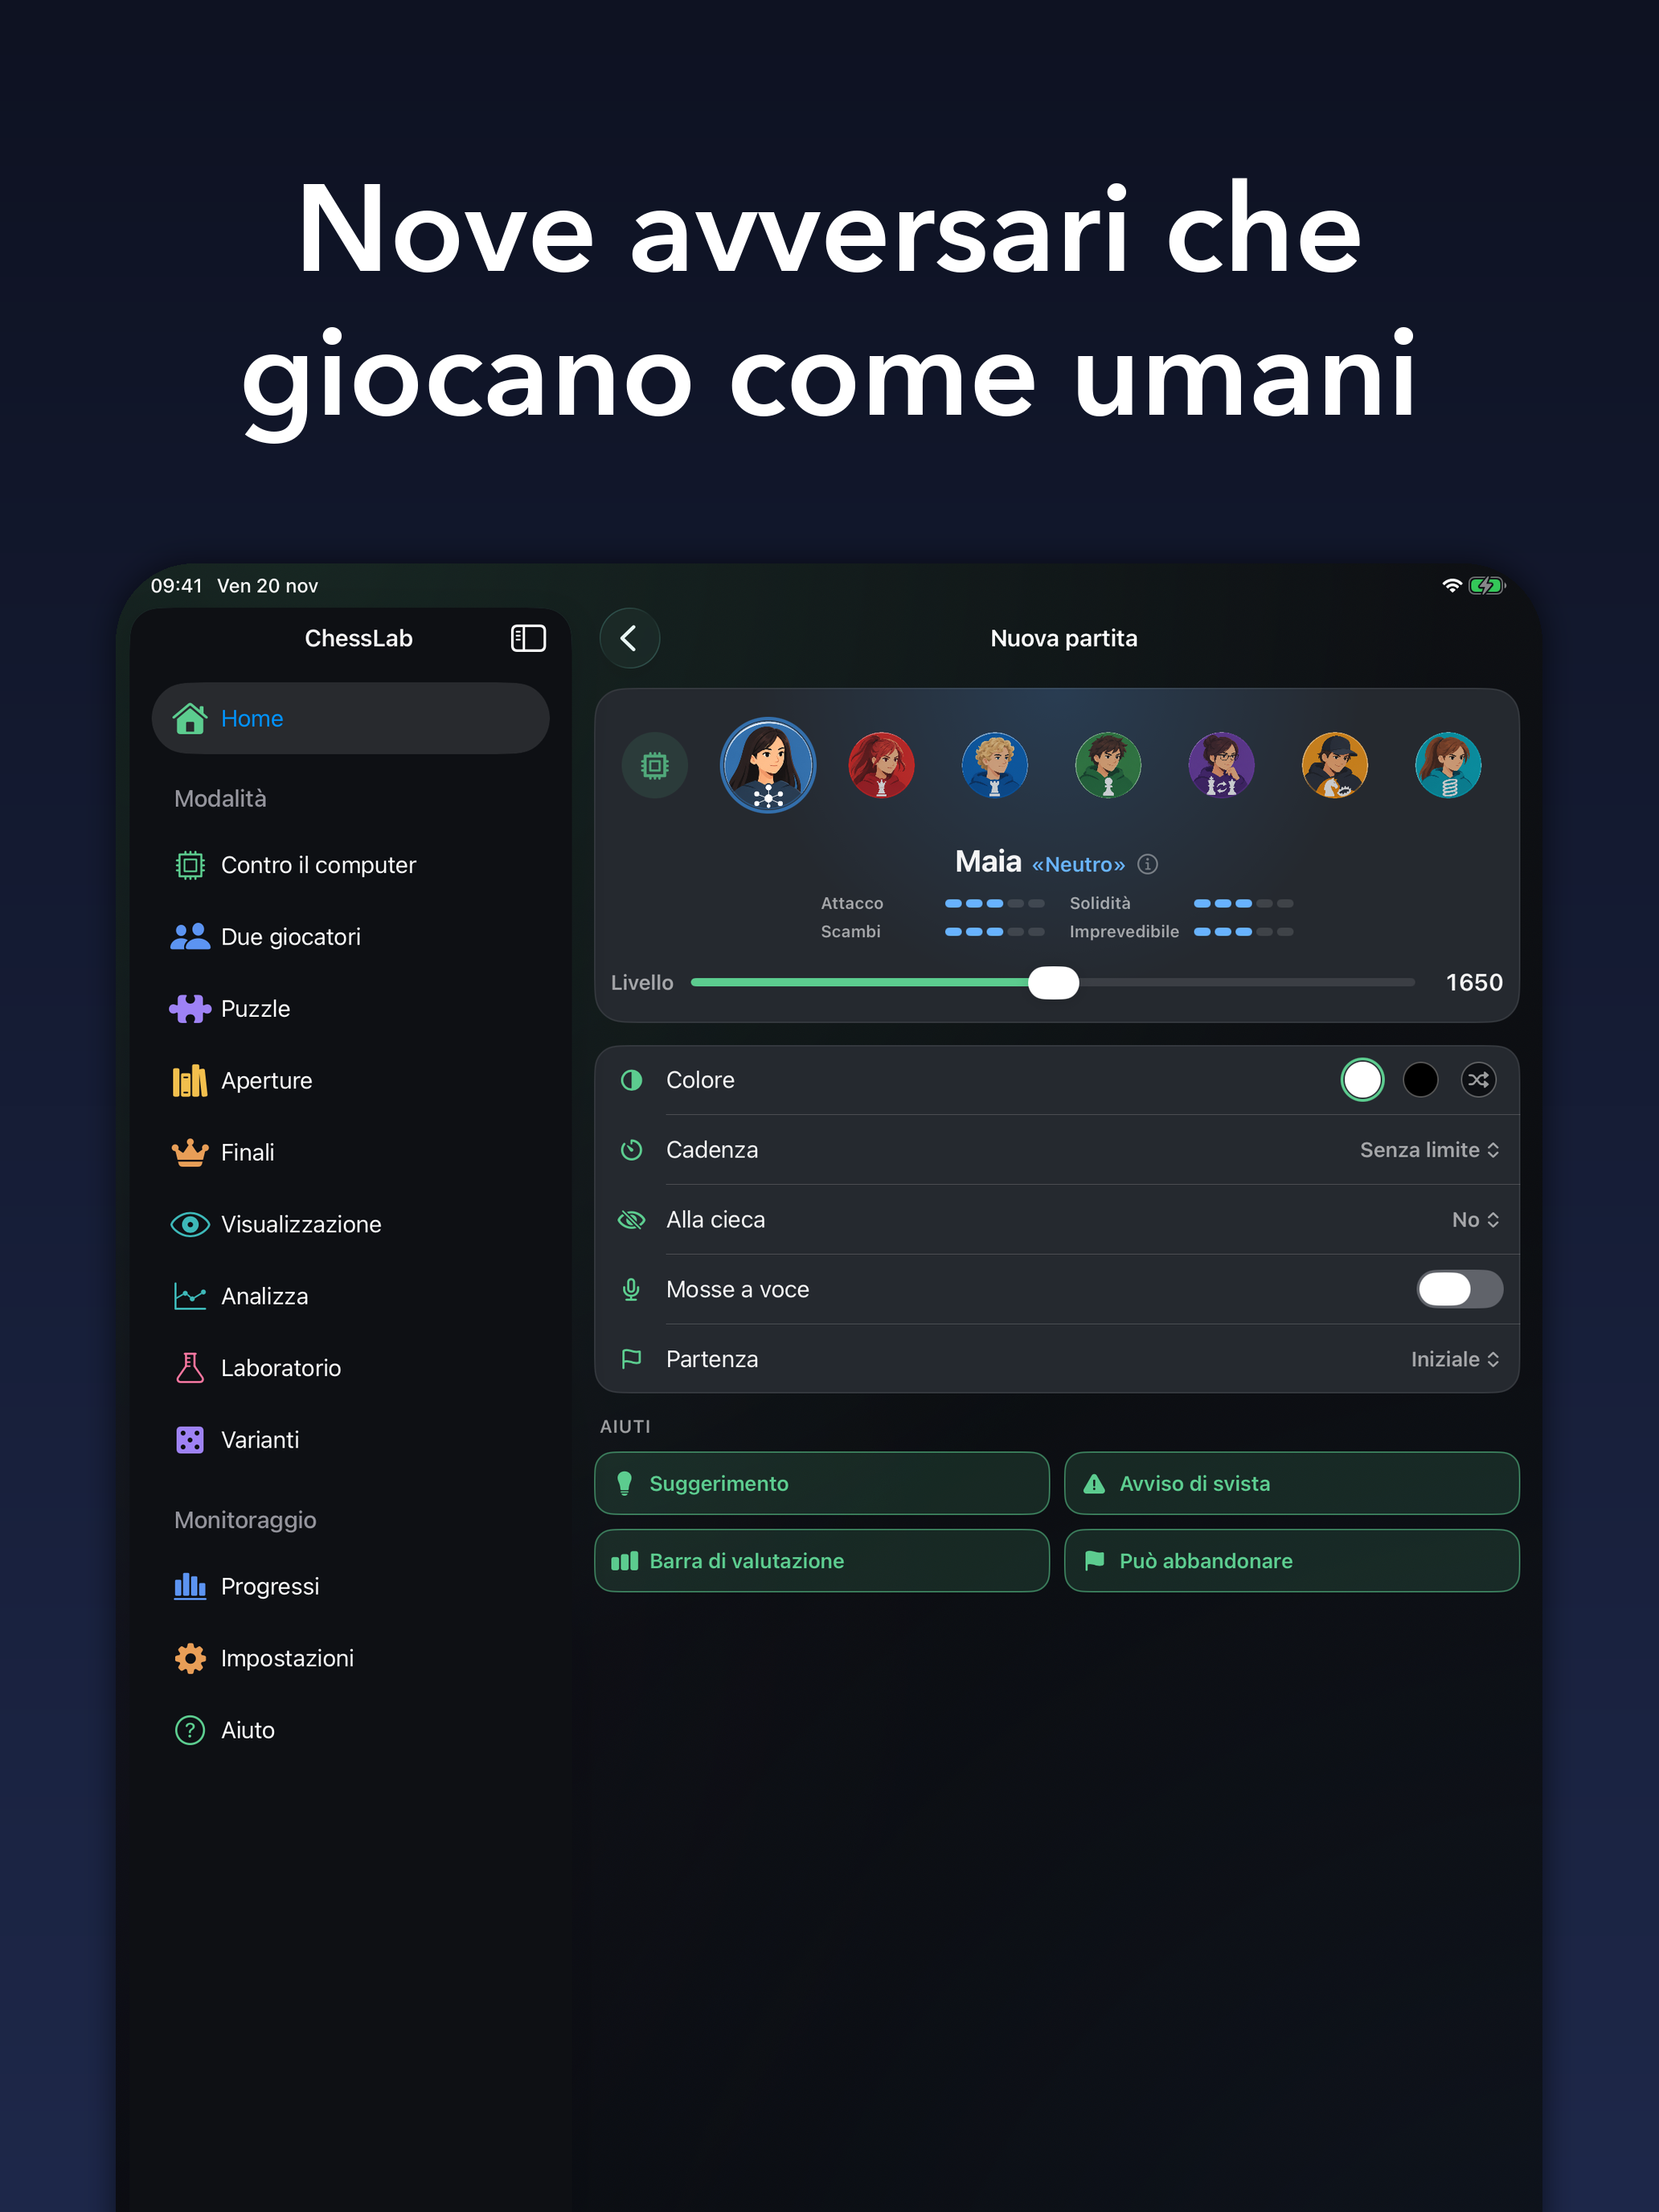 Nove avversari che
giocano come umani
09:41 Ven 20 nov
ChessLab
Home
Modalità
Contro il computer
Due giocatori
Puzzle
Aperture
Finali
Visualizzazione
Analizza
Laboratorio
Varianti
Monitoraggio
Progressi
Impostazioni
Aiuto
Nuova partita
Maia «Neutro»
Attacco Solidità
Scambi Imprevedibile
Livello 1650
Colore
Cadenza Senza limite
Alla cieca No
Mosse a voce
Partenza Iniziale
AIUTI
Suggerimento Avviso di svista
Barra di valutazione Può abbandonare